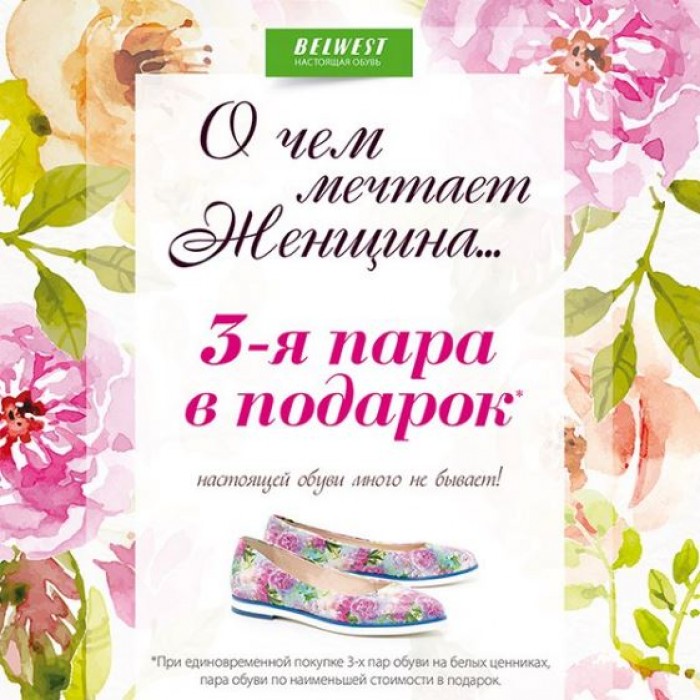 BELWEST
НАСТОЯЩАЯ ОБУВЬ
О чем
мечтает
Женщина...
3-я пара
в подарок*
настоящей обуви много не бывает!
*При единовременной покупке 3-х пар обуви на белых ценниках,
пара обуви по наименьшей стоимости в подарок.